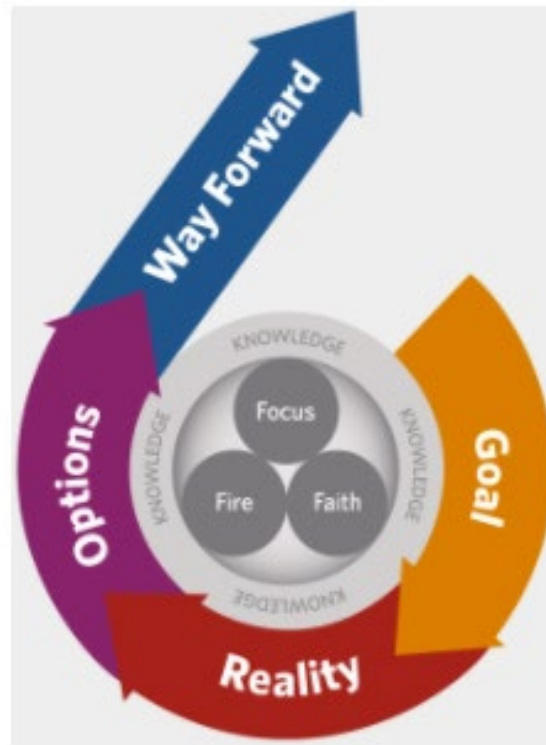 Way Forward
Goal
Reality
Options
KNOWLEDGE
KNOWLEDGE
KNOWLEDGE
KNOWLEDGE
Focus
Fire
Faith